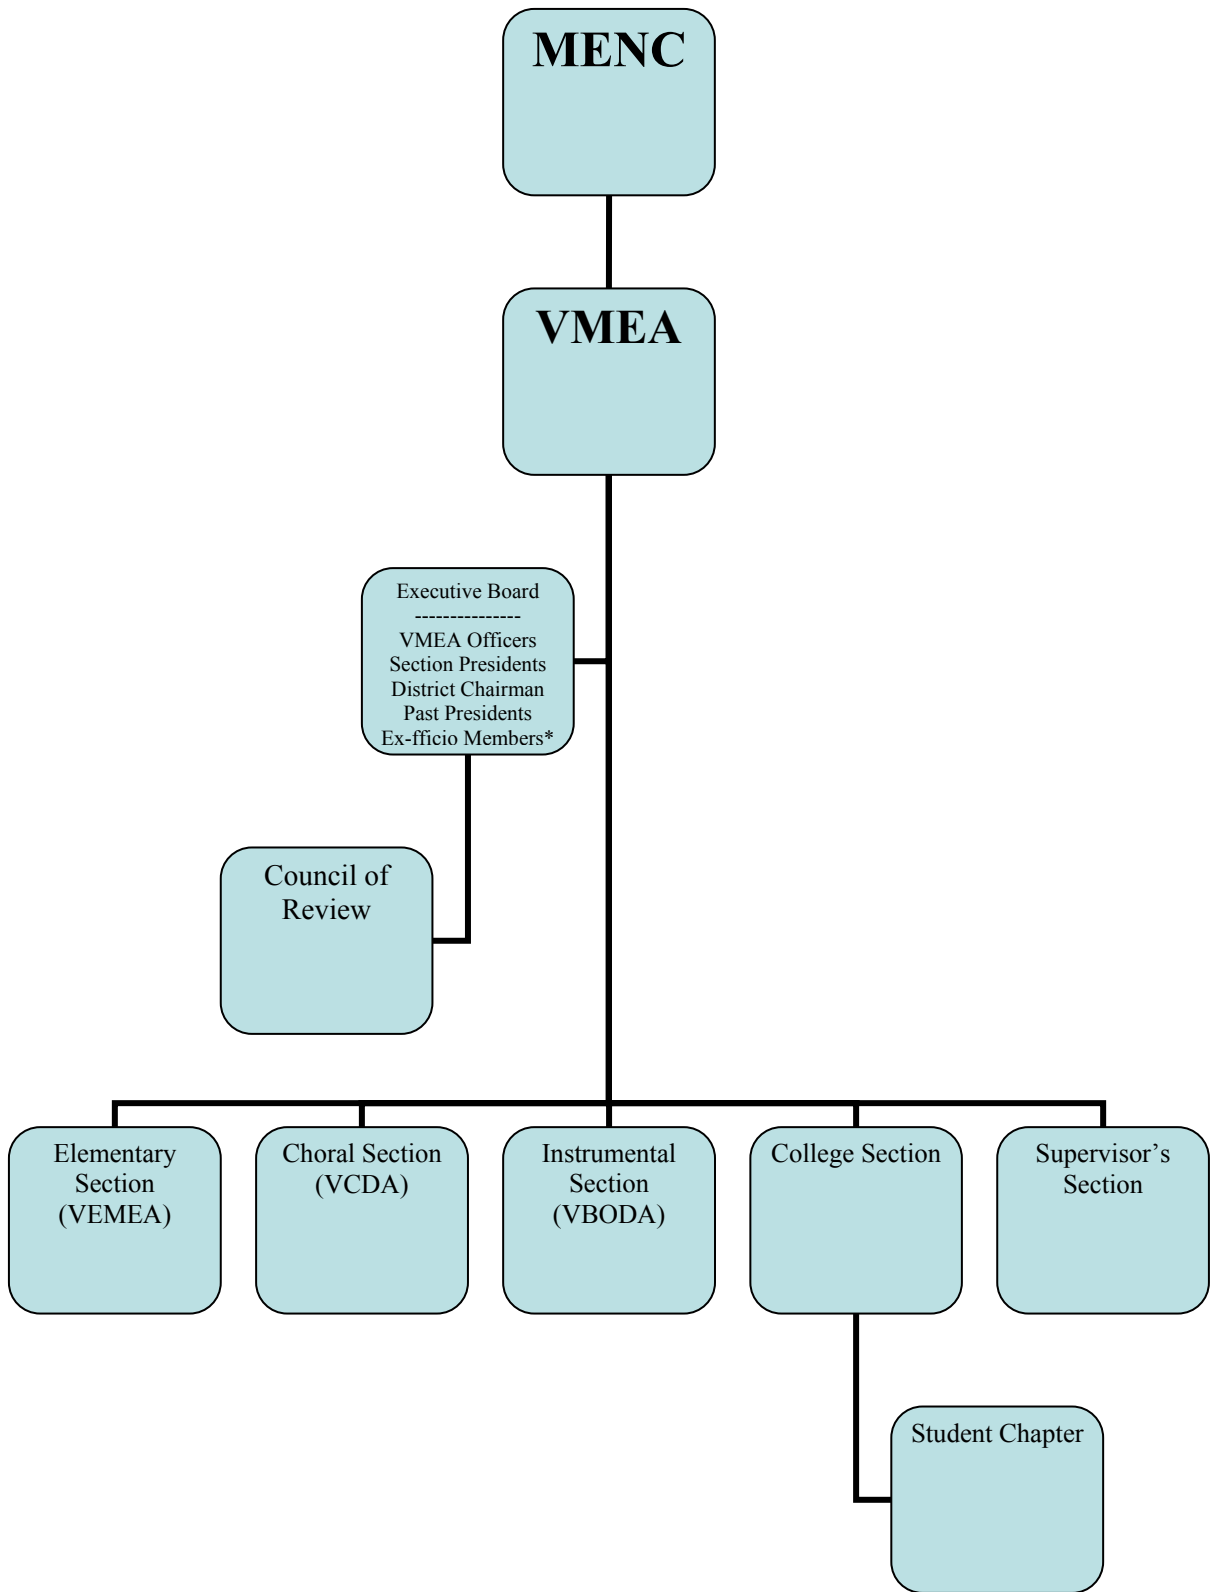 MENC
VMEA
Executive Board
---------------
VMEA Officers
Section Presidents
District Chairman
Past Presidents
Ex-fficio Members*
Council of
Review
Elementary
Section
(VEMEA)
Choral Section
(VCDA)
Instrumental
Section
(VBODA)
College Section
Supervisor’s
Section
Student Chapter